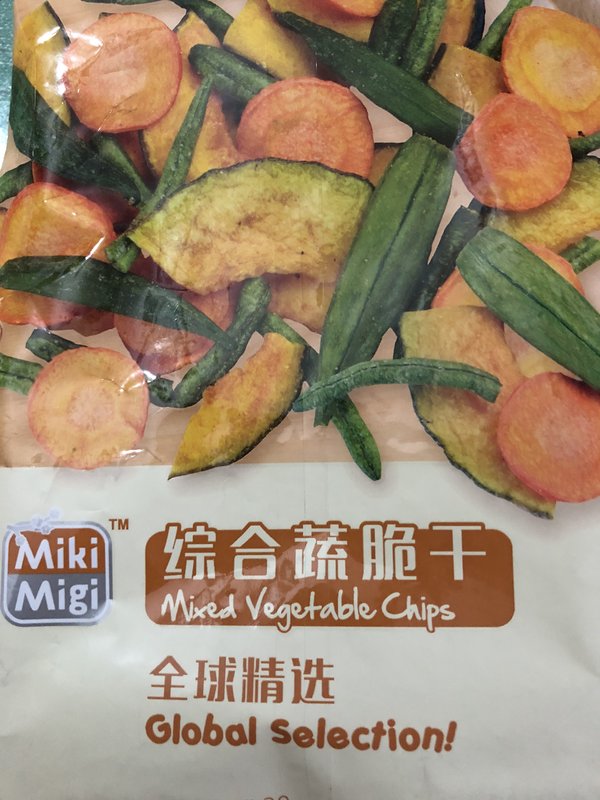 Miki
Migi
TM
综合蔬脆干
Mixed Vegetable Chips
全球精选
Global Selection!